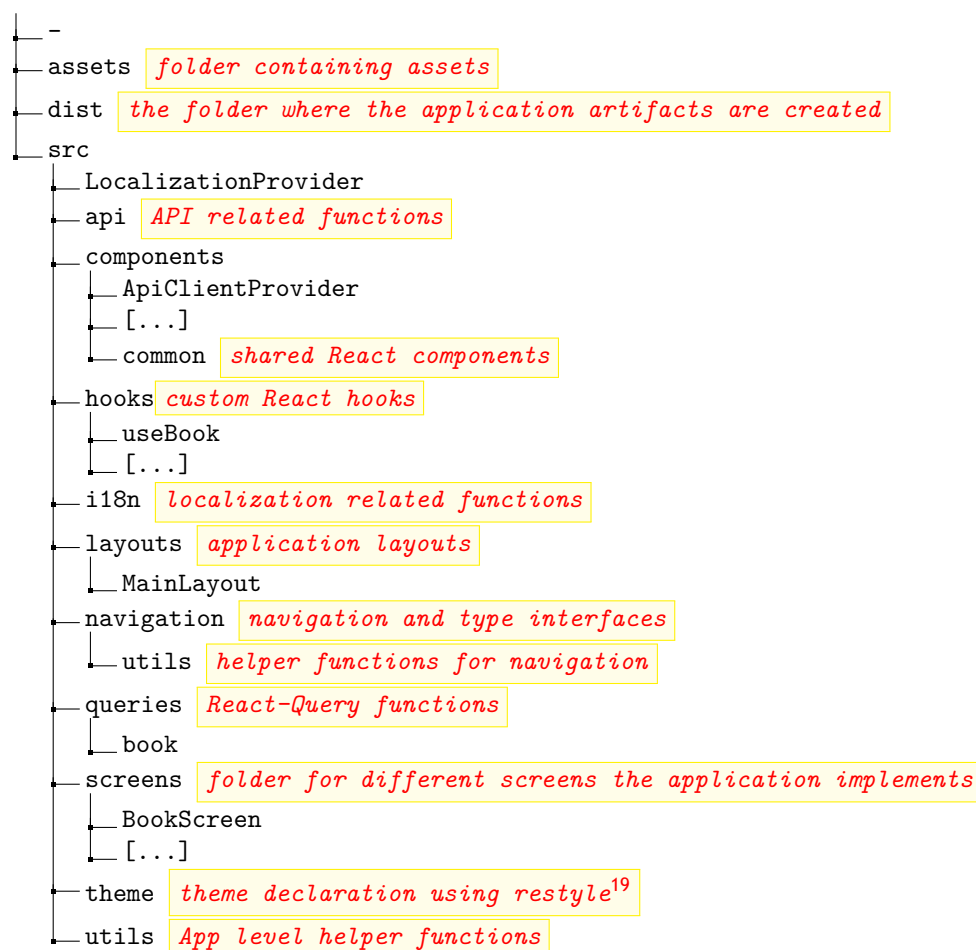 -
assets folder containing assets
dist the folder where the application artifacts are created
src
LocalizationProvider
api API related functions
components
ApiClientProvider
[...]
common shared React components
hooks custom React hooks
useBook
[...]
i18n localization related functions
layouts application layouts
MainLayout
navigation navigation and type interfaces
utils helper functions for navigation
queries React-Query functions
book
screens folder for different screens the application implements
BookScreen
[...]
theme theme declaration using restyle19
utils App level helper functions